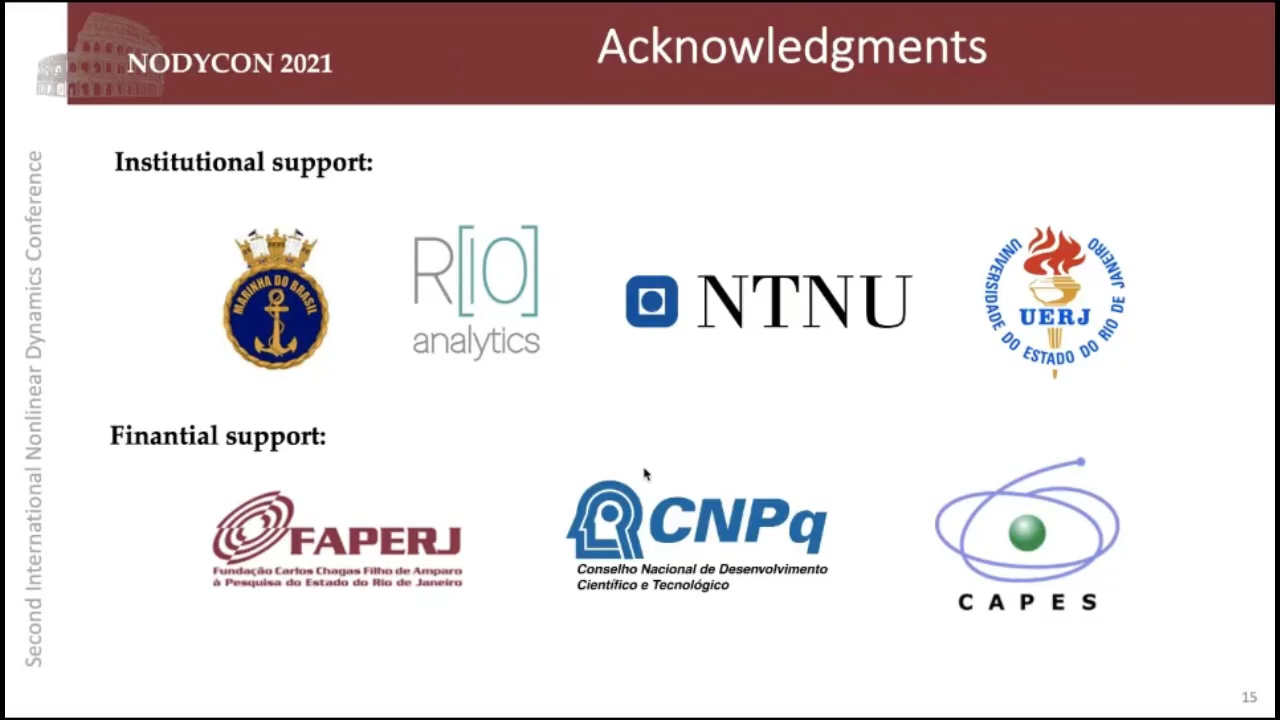 NODYCON 2021
Acknowledgments
Second International Nonlinear Dynamics Conference
Institutional support:
MARINHA DO BRASIL
R[IO]
analytics
NTNU
UNIVERSIDADE DO ESTADO DO RIO DE JANEIRO
UERJ
Finantial support:
FAPERJ
Fundação Carlos Chagas Filho de Amparo
à Pesquisa do Estado do Rio de Janeiro
CNPq
Conselho Nacional de Desenvolvimento
Científico e Tecnológico
CAPES
15